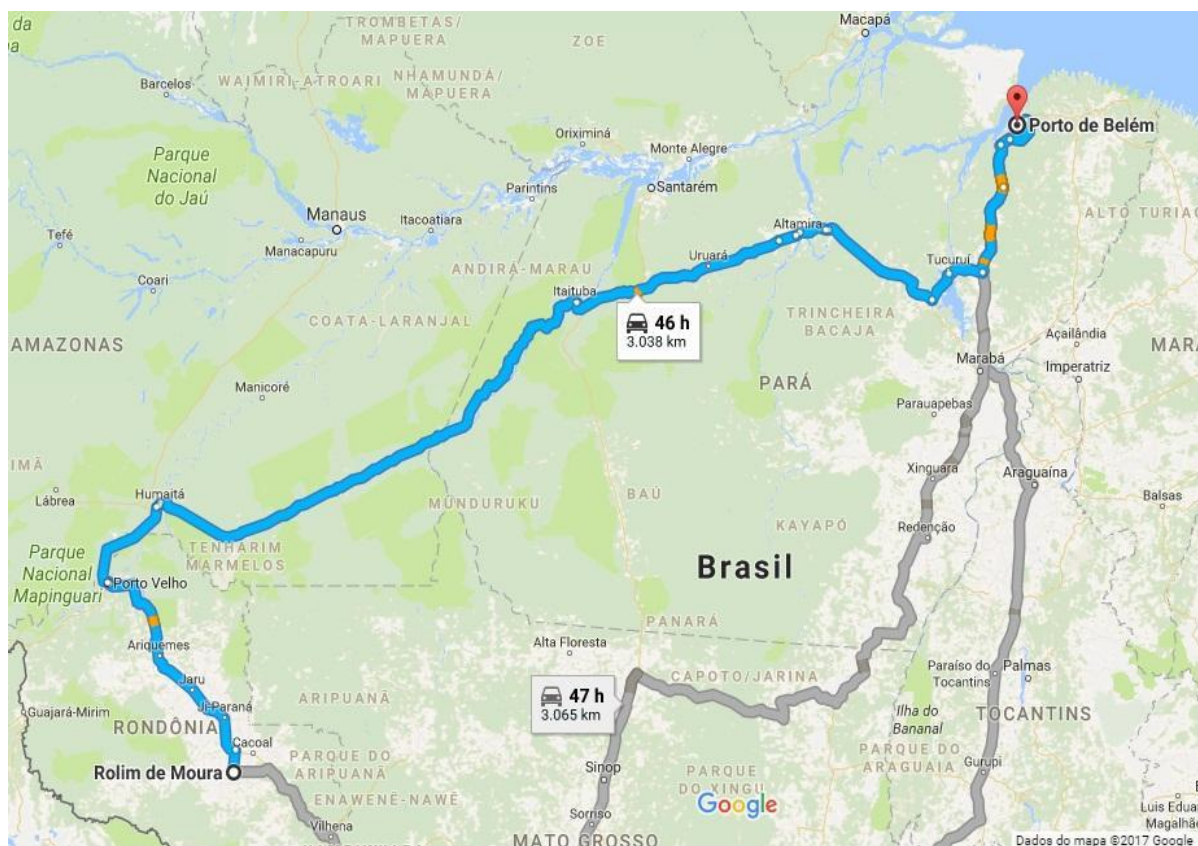 TROMBETAS/
MAPUERA
Macapá
ZOE
WAIMIRI-ATROARI
NHAMUNDÁ/
MAPUERA
Barcelos
Porto de Belém
Oriximiná
Monte Alegre
Parque
Nacional
do Jaú
Parintins
Santarém
Manaus
Itacoatiara
ALTO TURIA
Tefé
Manacapuru
Altamira
Coari
ANDIRÁ-MARAU
Uruará
Tucuruí
Itaituba
COATA-LARANJAL
TRINCHEIRA
BACAJA
46 h
3.038 km
Açailândia
AMAZONAS
MAR
Marabá
Imperatriz
Manicoré
PARÁ
Parauapebas
Xinguara
Araguaína
Lábrea
Humaitá
MUNDURUKU
BAÚ
Balsas
KAYAPÓ
Redenção
TENHARIM
MARMELOS
Parque
Nacional
Mapinguari
Brasil
Porto Velho
PANARÁ
Alta Floresta
Ariquemes
CAPOTO/JARINA
Paraíso do
Tocantins
Palmas
Jaru
ARIPUANÃ
47 h
3.065 km
Ji-Paraná
Guajará-Mirim
RONDÔNIA
Ilha do
Bananal
TOCANTINS
Cacoal
PARQUE DO
ARIPUANÃ
PARQUE DO
ARAGUAIA
Rolim de Moura
Sinop
PARQUE
DO XINGU
Gurupi
ENAWENÊ-NAWÊ
Google
Sorriso
Luis Edua
Magalhã
Vilhena
MATO GROSSO
Dados do mapa ©2017 Google